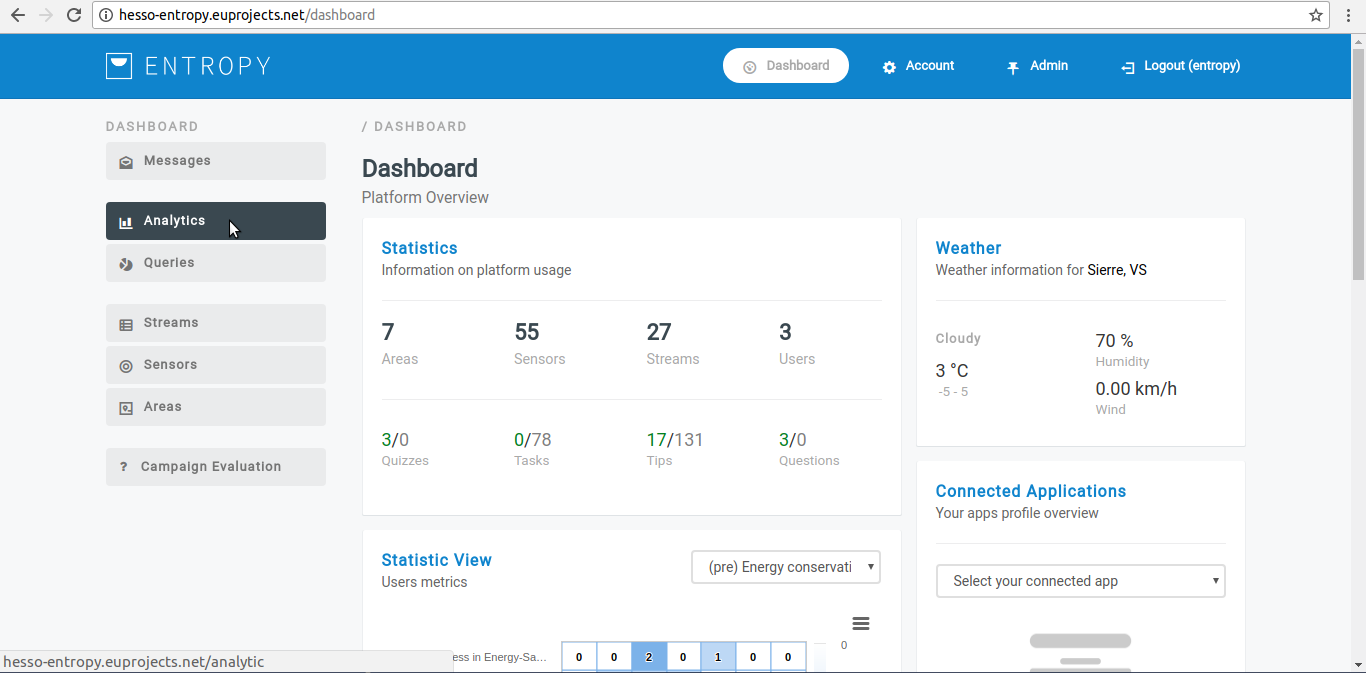 hesso-entropy.euprojects.net/dashboard
ENTROPY
Dashboard
Account
Admin
Logout (entropy)
DASHBOARD
Messages
Analytics
Queries
Streams
Sensors
Areas
? Campaign Evaluation
/ DASHBOARD
Dashboard
Platform Overview
Statistics
Information on platform usage
7
Areas
55
Sensors
27
Streams
3
Users
3/0
Quizzes
0/78
Tasks
17/131
Tips
3/0
Questions
Weather
Weather information for Sierre, VS
Cloudy
3 °C
-5 - 5
70 %
Humidity
0.00 km/h
Wind
Connected Applications
Your apps profile overview
Select your connected app
Statistic View
Users metrics
(pre) Energy conservati
ess in Energy-Sa...
0 0 2 0 1 0 0
0
hesso-entropy.euprojects.net/analytic